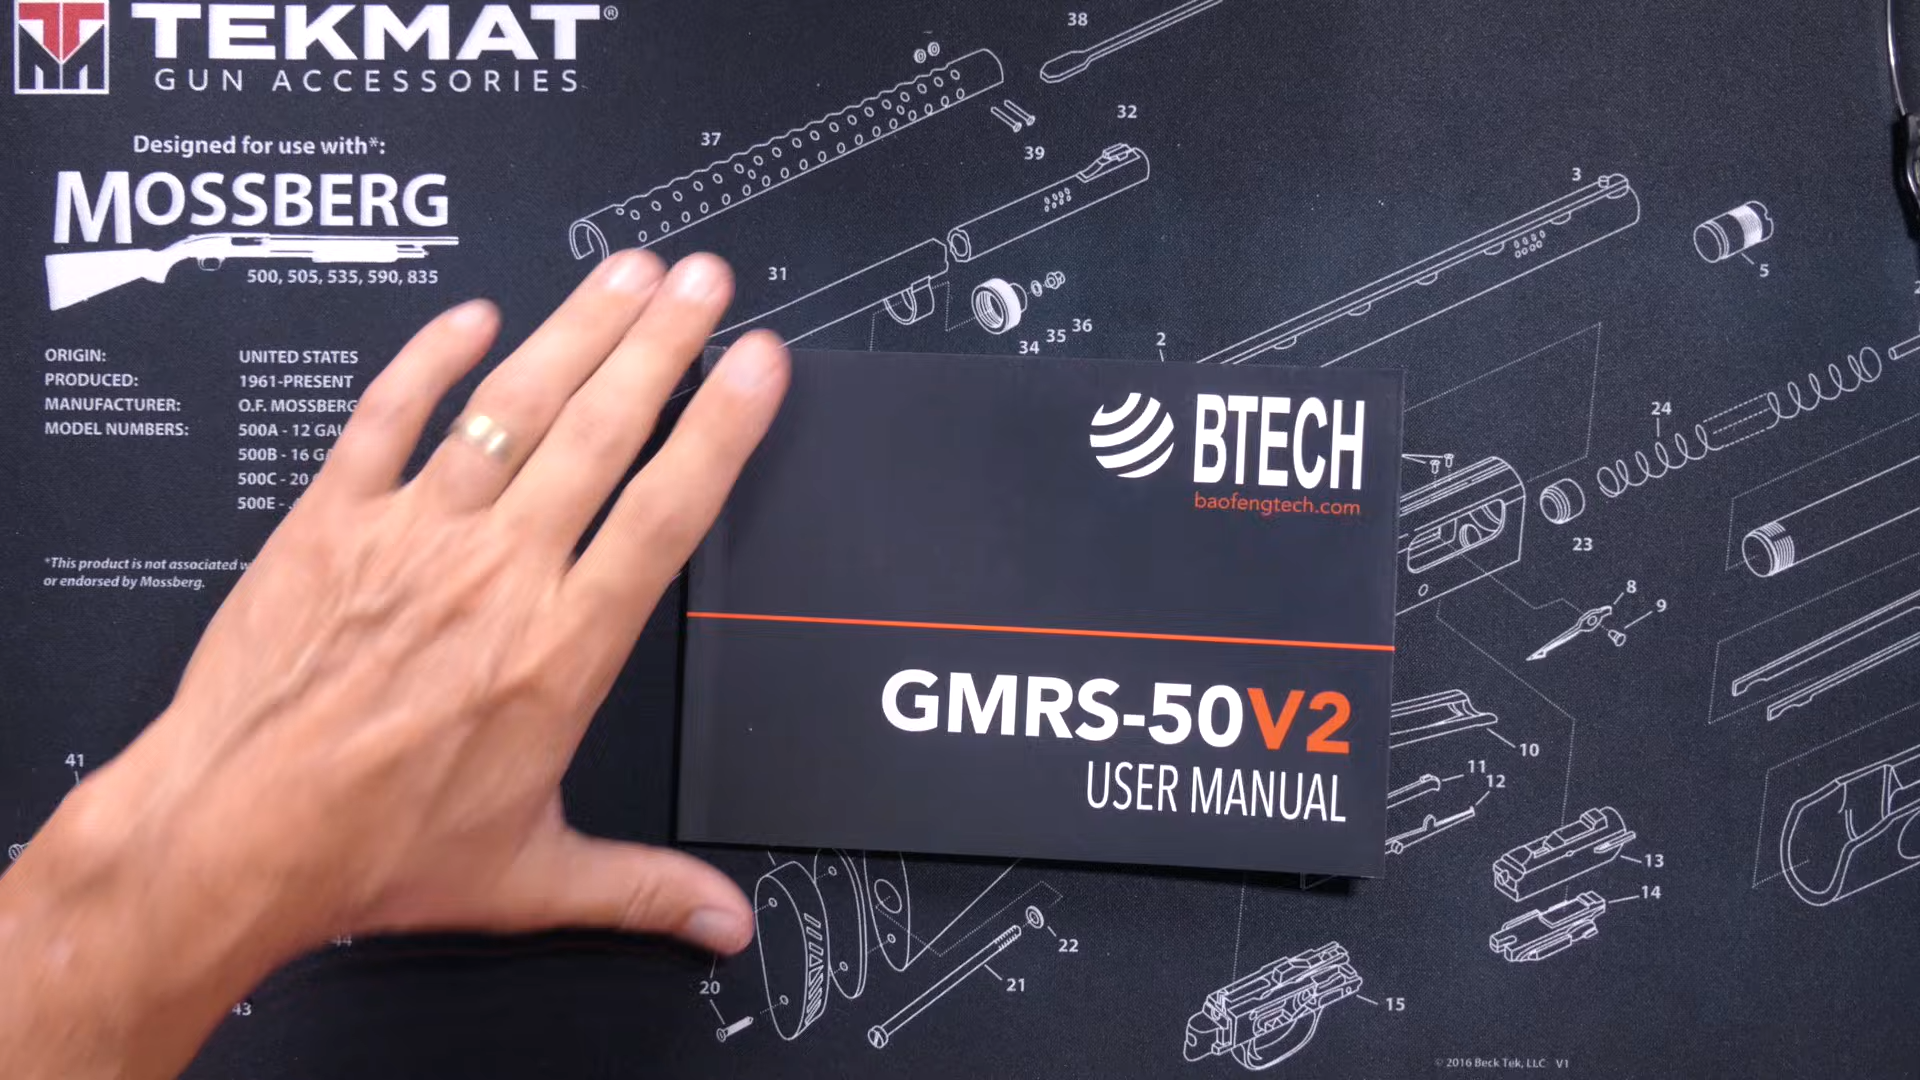 TEKMAT®
GUN ACCESSORIES
Designed for use with*:
MOSSBERG
500, 505, 535, 590, 835
ORIGIN: UNITED STATES
PRODUCED: 1961-PRESENT
MANUFACTURER: O.F. MOSSBERG
MODEL NUMBERS: 500A - 12
500B - 16
500C - 20
500E -
*This product is not associated
or endorsed by Mossberg.
38
37
32
39
3
5
31
36
35
34
2
24
23
8
9
BTECH
baofengtech.com
GMRS-50V2
USER MANUAL
10
11
12
13
14
41
44
43
22
21
20
15
© 2016 Beck Tek, LLC V1